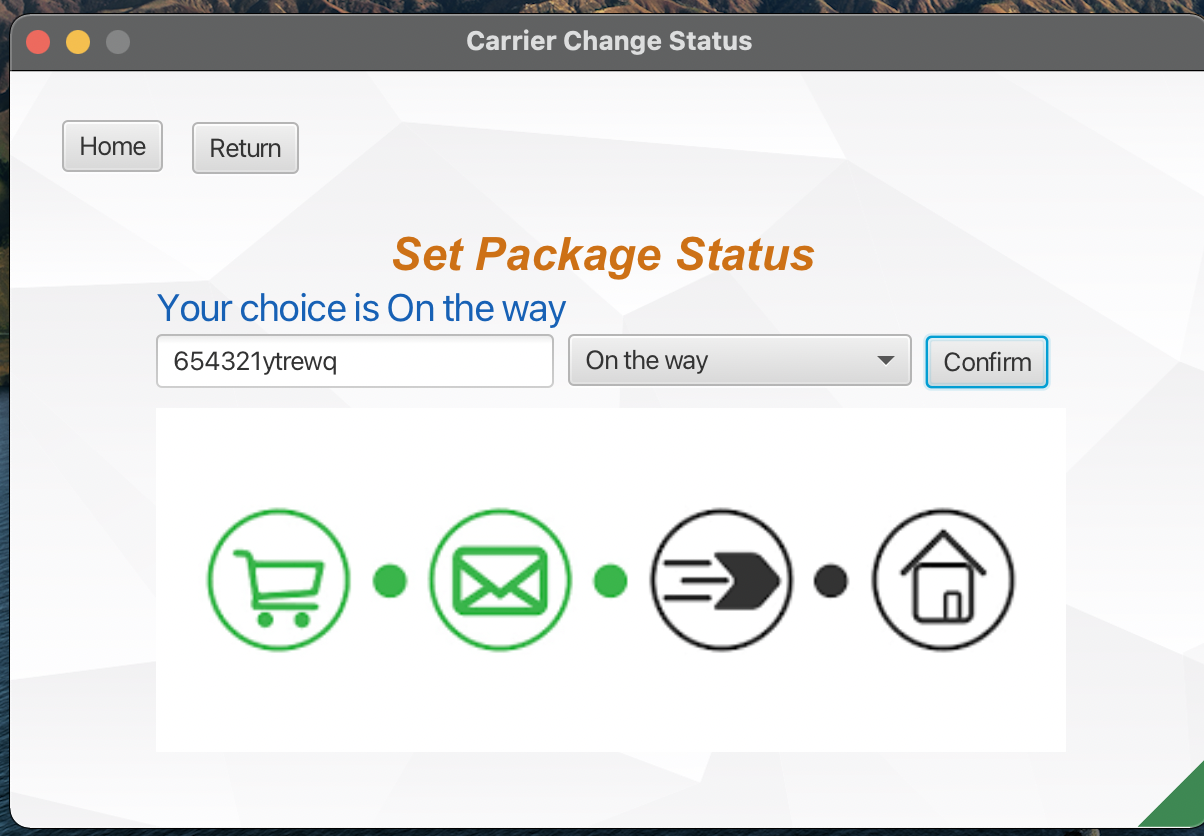 Carrier Change Status
Home
Return
Set Package Status
Your choice is On the way
654321ytrewq
On the way
Confirm